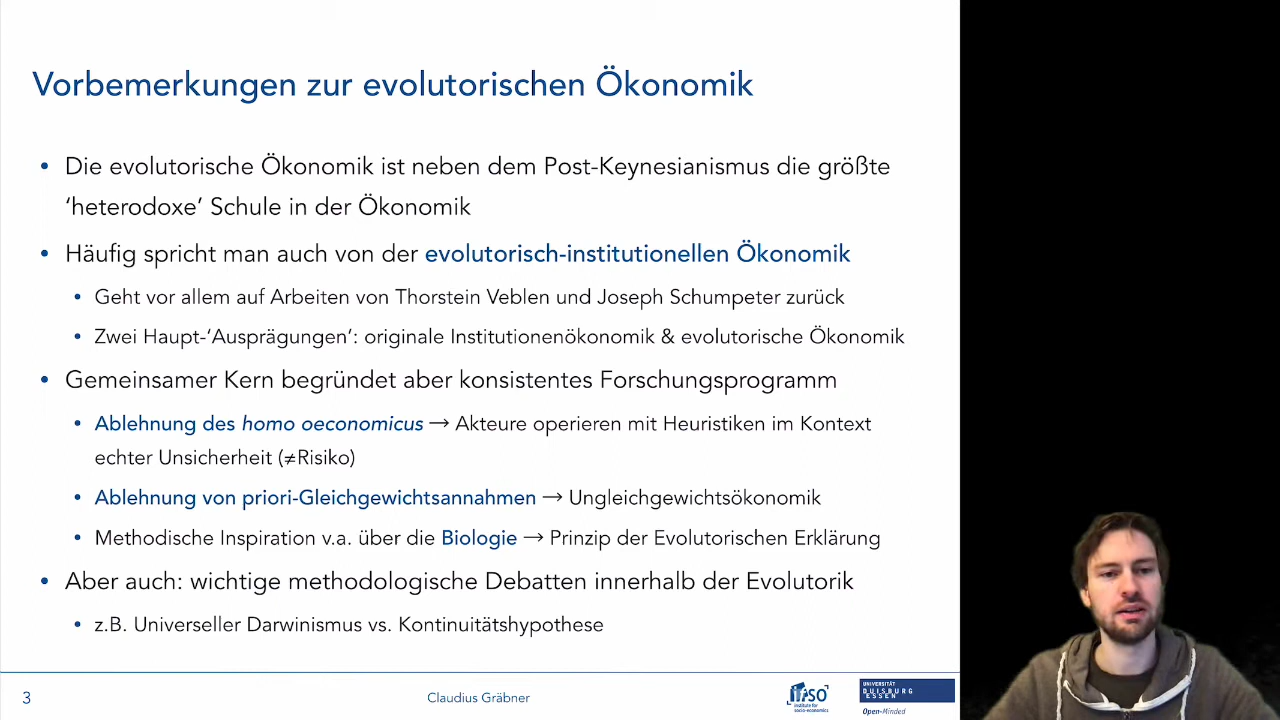 Vorbemerkungen zur evolutorischen Ökonomik
• Die evolutorische Ökonomik ist neben dem Post-Keynesianismus die größte
‘heterodoxe’ Schule in der Ökonomik
• Häufig spricht man auch von der evolutorisch-institutionellen Ökonomik
• Geht vor allem auf Arbeiten von Thorstein Veblen und Joseph Schumpeter zurück
• Zwei Haupt-‘Ausprägungen’: originale Institutionenökonomik & evolutorische Ökonomik
• Gemeinsamer Kern begründet aber konsistentes Forschungsprogramm
• Ablehnung des homo oeconomicus → Akteure operieren mit Heuristiken im Kontext
echter Unsicherheit (≠Risiko)
• Ablehnung von priori-Gleichgewichtsannahmen → Ungleichgewichtsökonomik
• Methodische Inspiration v.a. über die Biologie → Prinzip der Evolutorischen Erklärung
• Aber auch: wichtige methodologische Debatten innerhalb der Evolutorik
• z.B. Universeller Darwinismus vs. Kontinuitätshypothese
3
Claudius Gräbner
ifso
institute for
socio-economics
UNIVERSITÄT
DUISBURG
ESSEN
Open-Minded